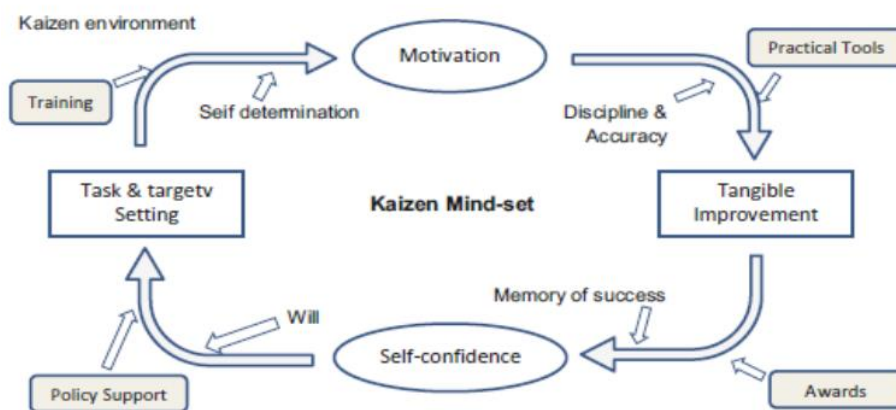 Kaizen environment
Motivation
Practical Tools
Training
Seif determination
Discipline &
Accuracy
Task & targetv
Setting
Kaizen Mind-set
Tangible
Improvement
Memory of success
Will
Self-confidence
Policy Support
Awards